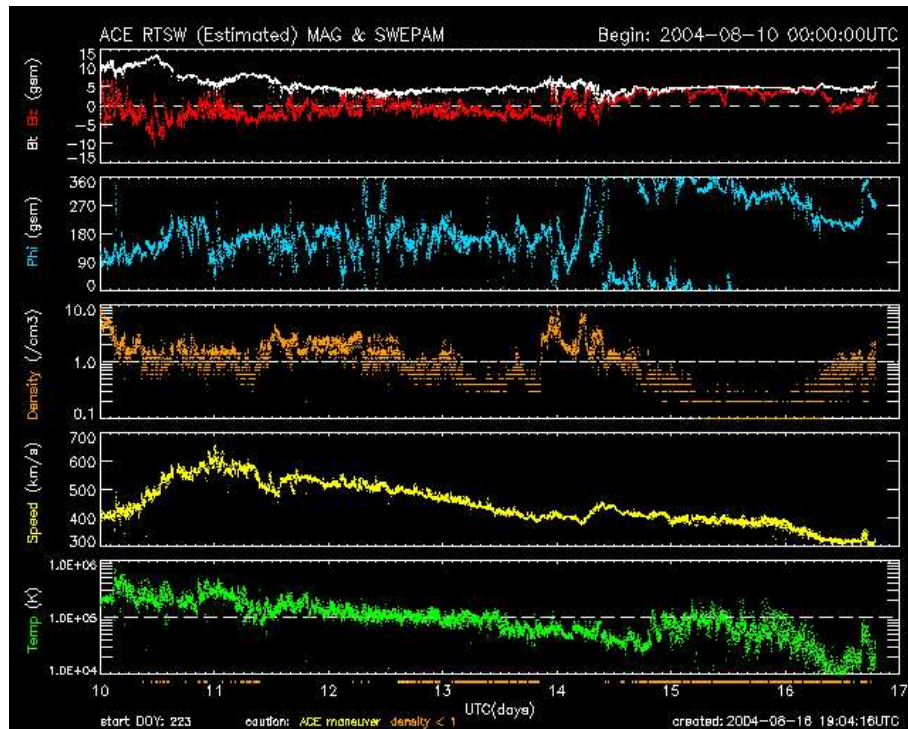 ACE RTSW (Estimated) MAG & SWEPAM Begin: 2004-08-10 00:00:00UTC
Bt Bz (gsm)
15
10
5
0
-5
-10
-15
Phi (gsm)
360
270
180
90
0
Density (/cm3)
10.0
1.0
0.1
Speed (km/s)
700
600
500
400
300
Temp (K)
1.0E+06
1.0E+05
1.0E+04
10 11 12 13 14 15 16 17
UTC(days)
start DOY: 223 caution: ACE maneuver density < 1 created:2004-08-16 19:04:16UTC